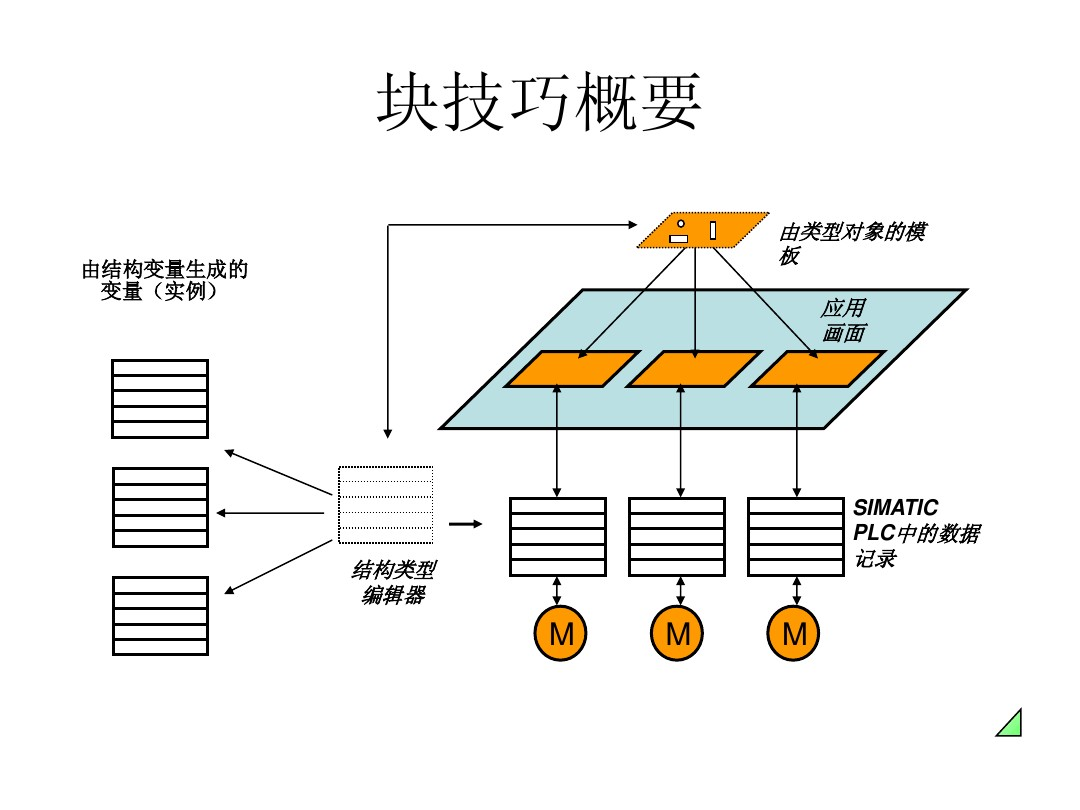 块技巧概要
由类型对象的模
板
由结构变量生成的
变量（实例）
应用
画面
SIMATIC
PLC中的数据
记录
结构类型
编辑器
M
M
M